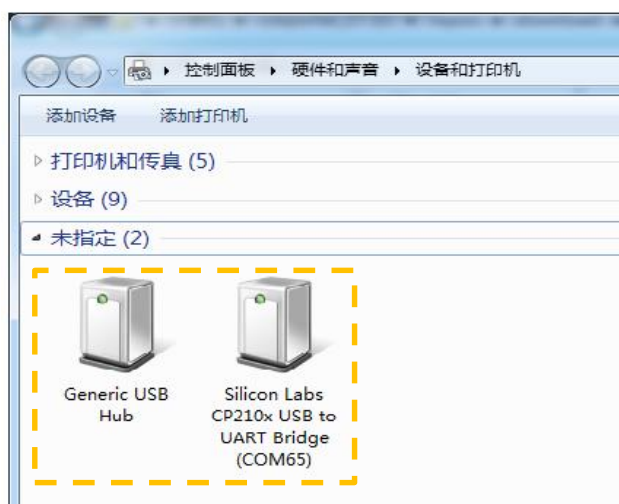 控制面板 硬件和声音 设备和打印机
添加设备 添加打印机
打印机和传真 (5)
设备 (9)
未指定 (2)
Generic USB
Hub
Silicon Labs
CP210x USB to
UART Bridge
(COM65)